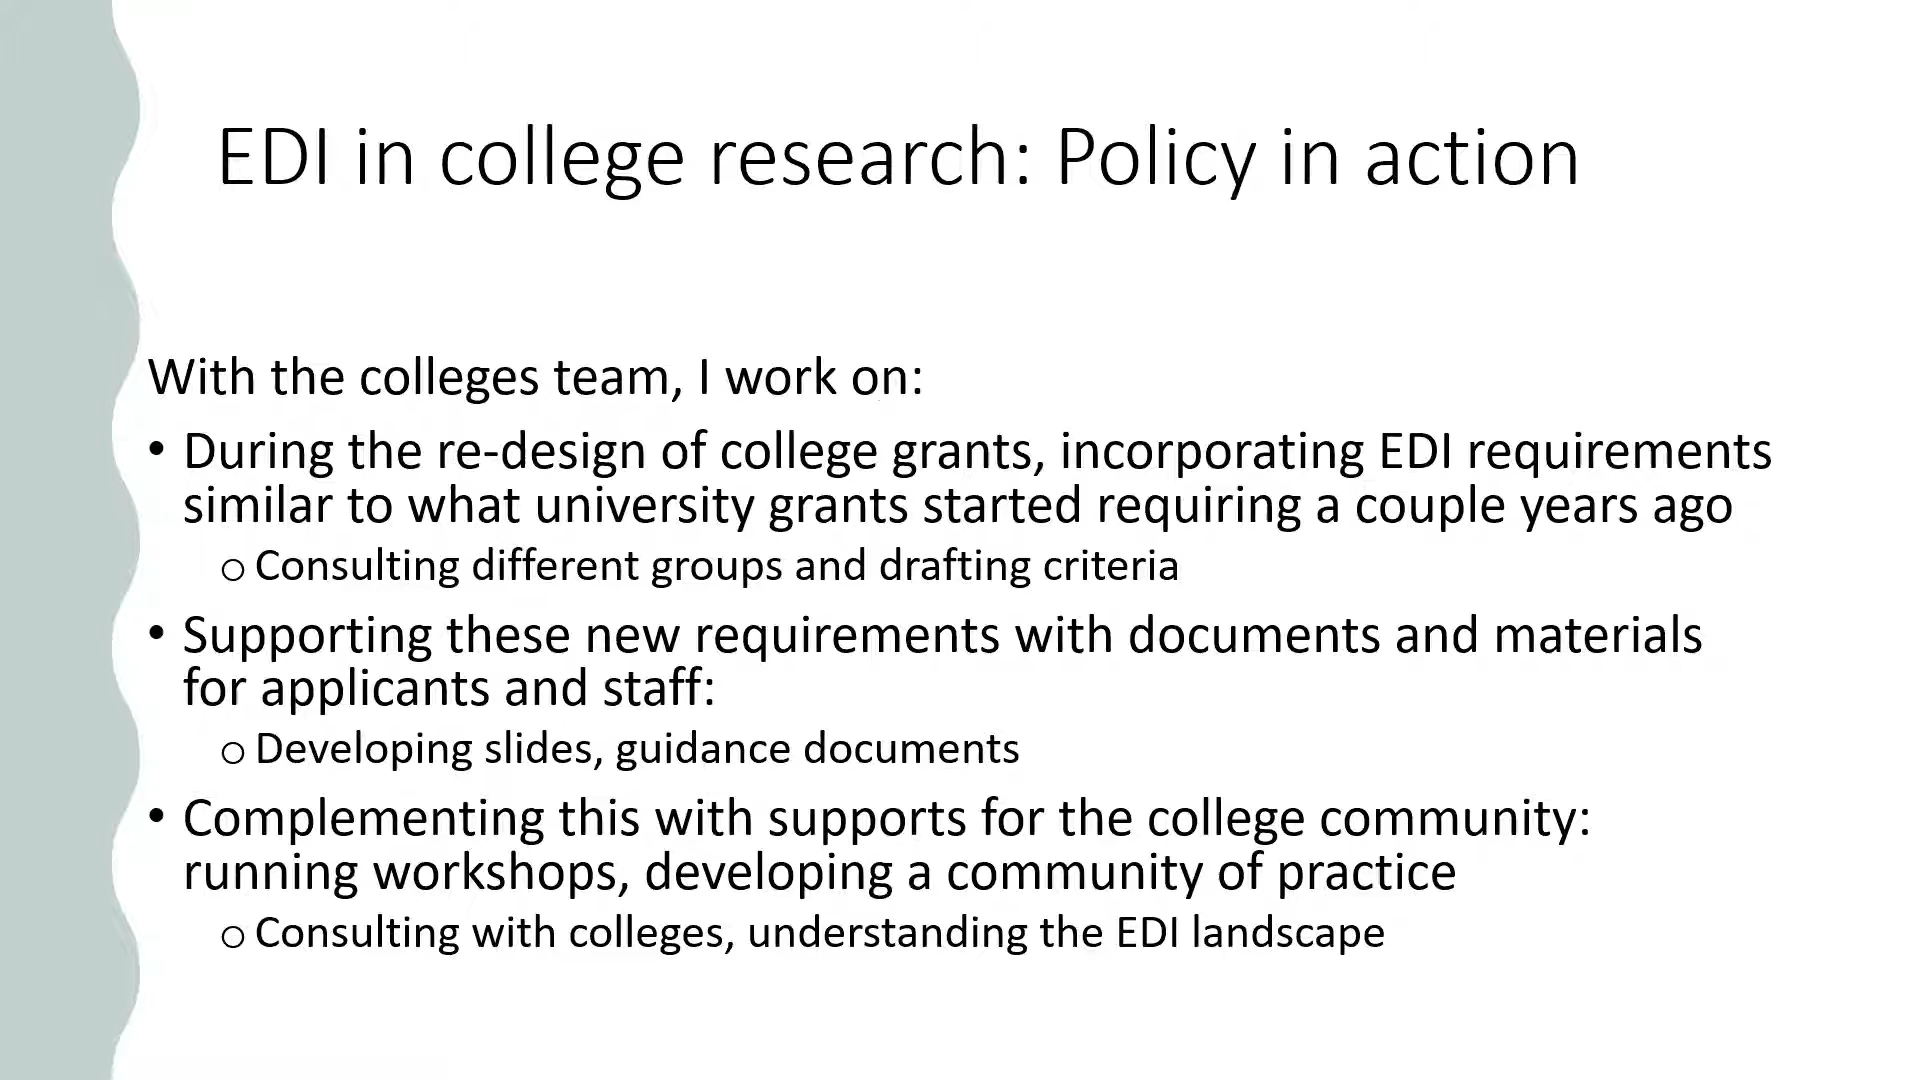 EDI in college research: Policy in action
With the colleges team, I work on:
• During the re-design of college grants, incorporating EDI requirements
similar to what university grants started requiring a couple years ago
o Consulting different groups and drafting criteria
• Supporting these new requirements with documents and materials
for applicants and staff:
o Developing slides, guidance documents
• Complementing this with supports for the college community:
running workshops, developing a community of practice
o Consulting with colleges, understanding the EDI landscape